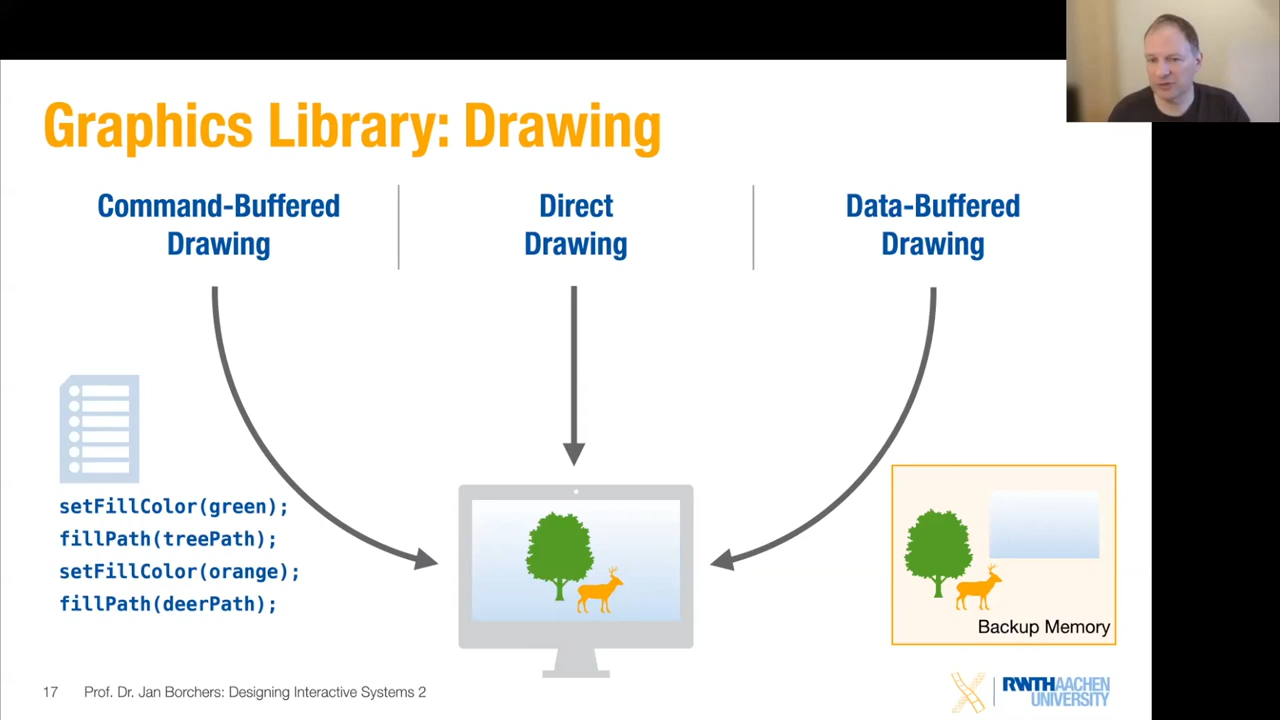 Graphics Library: Drawing
Command-Buffered
Drawing
Direct
Drawing
Data-Buffered
Drawing
setFillColor(green);
fillPath(treePath);
setFillColor(orange);
fillPath(deerPath);
Backup Memory
17 Prof. Dr. Jan Borchers: Designing Interactive Systems 2
RWTHAACHEN
UNIVERSITY